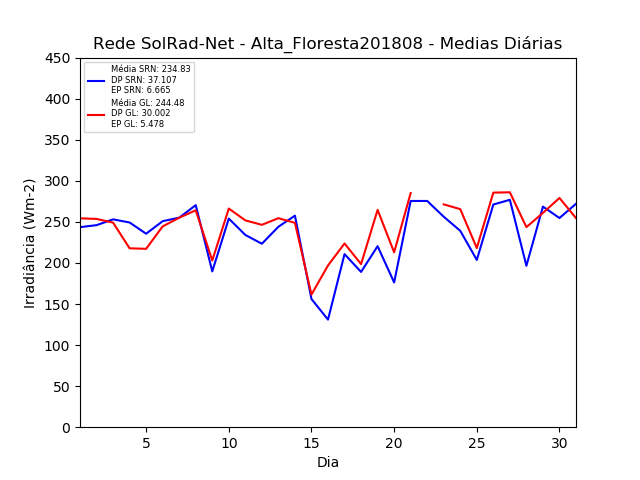 Rede SolRad-Net - Alta_Floresta201808 - Medias Diárias
450
400
350
300
250
200
150
100
50
0
Irradiância (Wm-2)
Média SRN: 234.83
DP SRN: 37.107
EP SRN: 6.665
Média GL: 244.48
DP GL: 30.002
EP GL: 5.478
5 10 15 20 25 30
Dia